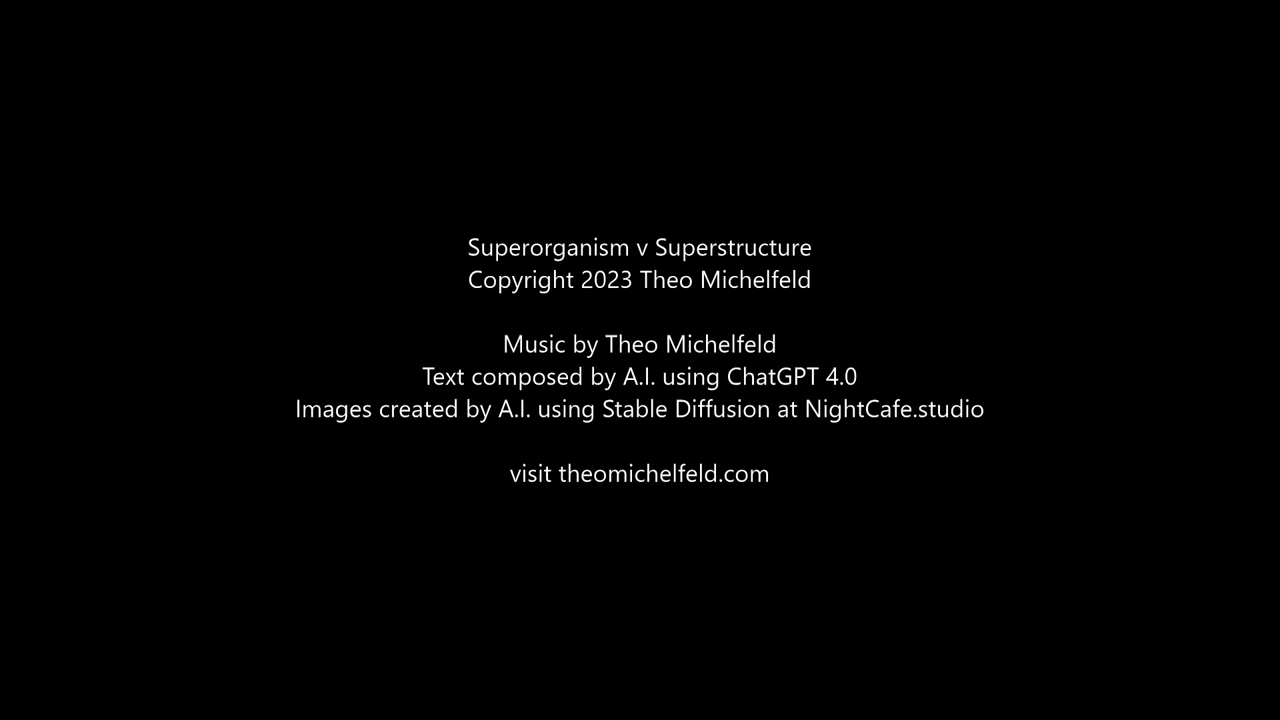 Superorganism v Superstructure
Copyright 2023 Theo Michelfeld
Music by Theo Michelfeld
Text composed by A.I. using ChatGPT 4.0
Images created by A.I. using Stable Diffusion at NightCafe.studio
visit theomichelfeld.com